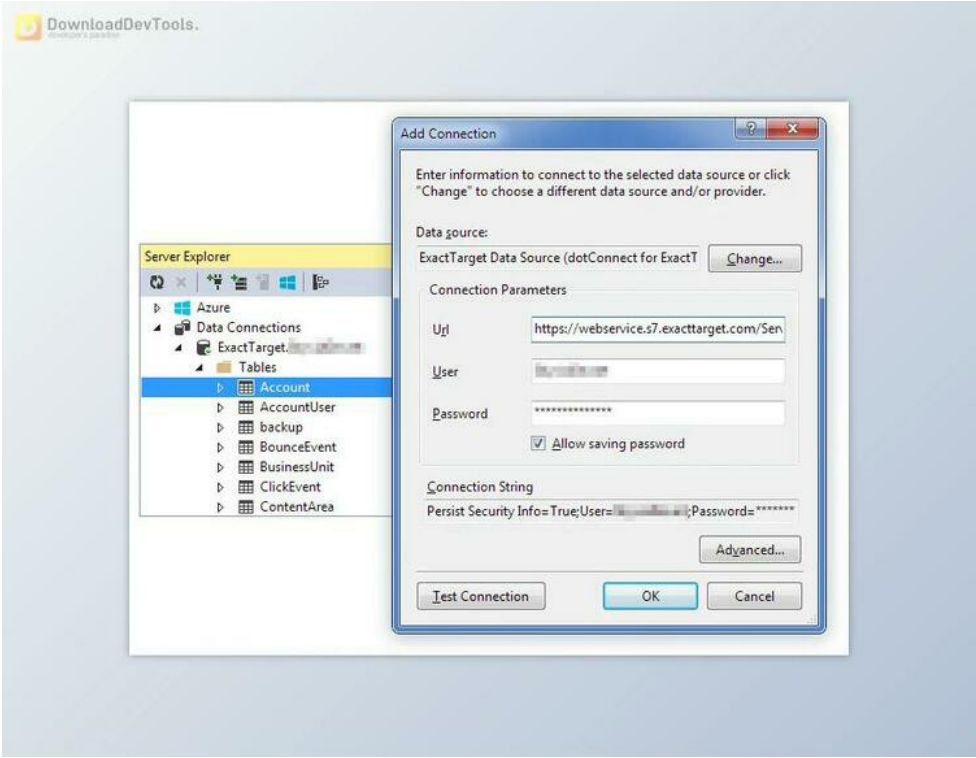 DownloadDevTools.
developer's paradise
Add Connection
Enter information to connect to the selected data source or click
"Change" to choose a different data source and/or provider.
Data source:
ExactTarget Data Source (dotConnect for ExactT
Change...
Connection Parameters
Url
https://webservice.s7.exacttarget.com/Serv
User
Password
**************
Allow saving password
Connection String
Persist Security Info=True;User= ;Password=*******
Advanced...
Test Connection
OK
Cancel
Server Explorer
Azure
Data Connections
ExactTarget.
Tables
Account
AccountUser
backup
BounceEvent
BusinessUnit
ClickEvent
ContentArea